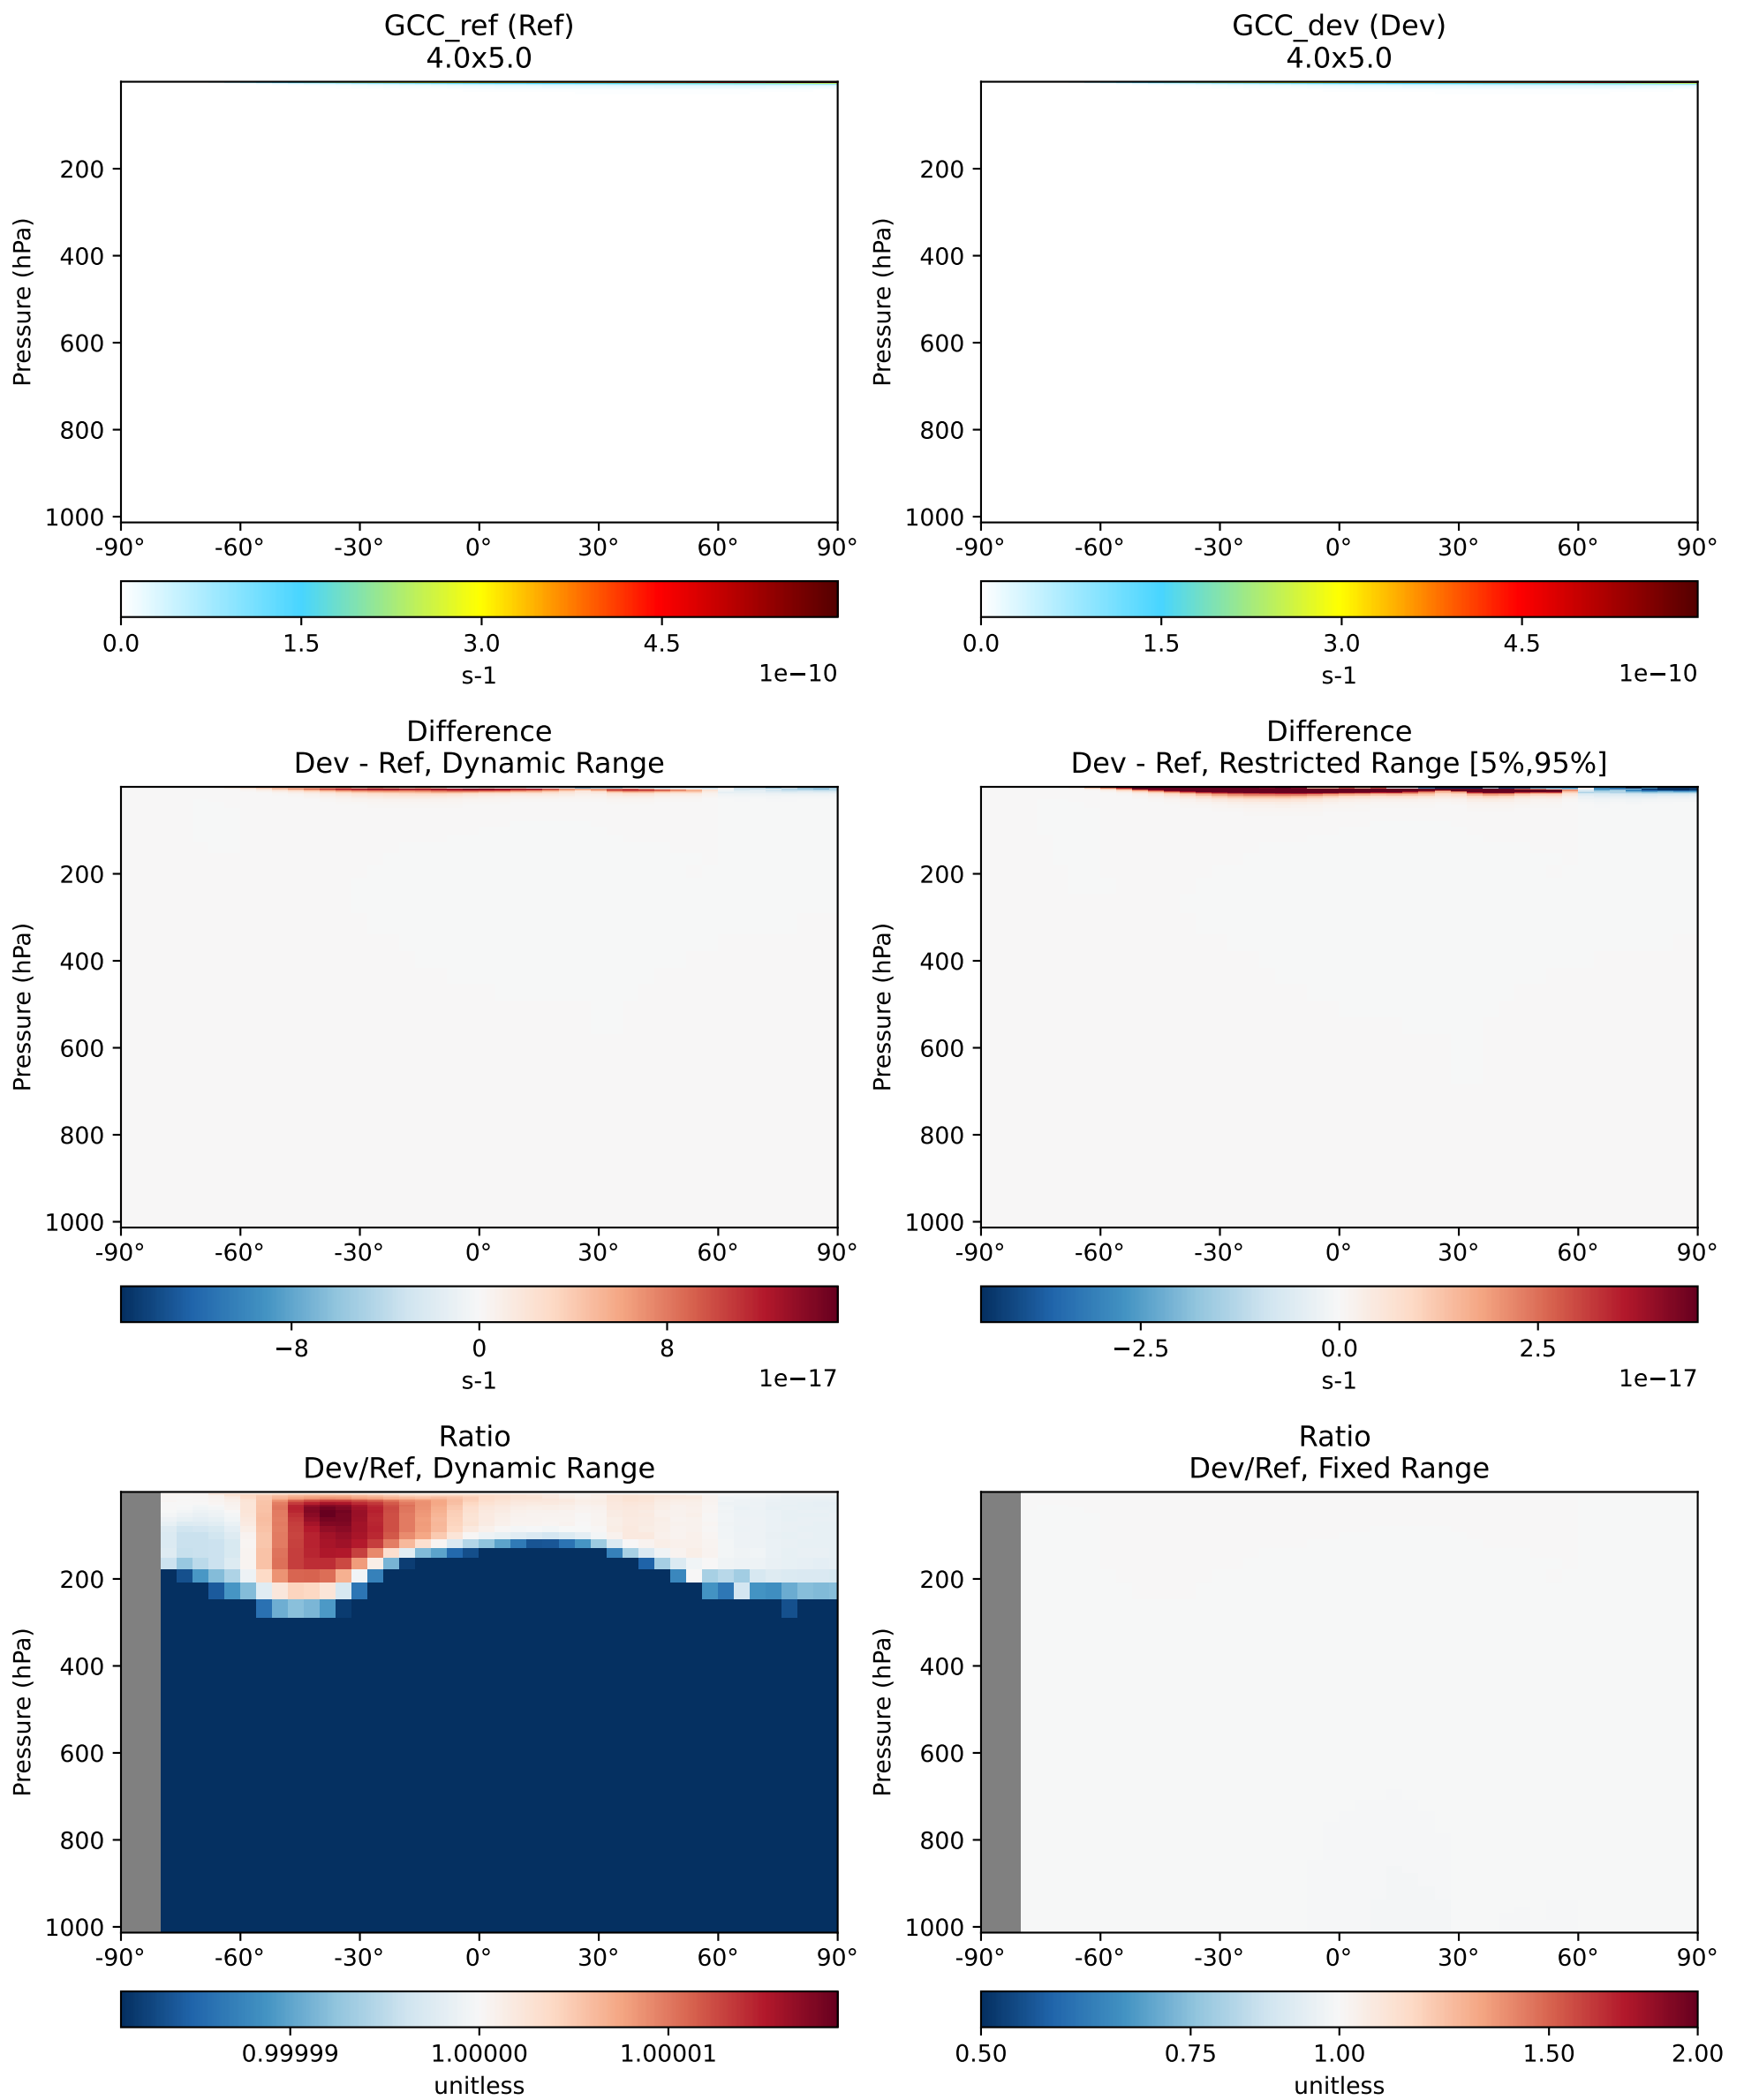 GCC_ref (Ref)
4.0x5.0
GCC_dev (Dev)
4.0x5.0
Pressure (hPa)
200
400
600
800
1000
-90° -60° -30° 0° 30° 60° 90°
0.0 1.5 3.0 4.5
s-1
1e−10
Pressure (hPa)
200
400
600
800
1000
-90° -60° -30° 0° 30° 60° 90°
0.0 1.5 3.0 4.5
s-1
1e−10
Difference
Dev - Ref, Dynamic Range
Difference
Dev - Ref, Restricted Range [5%,95%]
Pressure (hPa)
200
400
600
800
1000
-90° -60° -30° 0° 30° 60° 90°
−8 0 8
s-1
1e−17
Pressure (hPa)
200
400
600
800
1000
-90° -60° -30° 0° 30° 60° 90°
−2.5 0.0 2.5
s-1
1e−17
Ratio
Dev/Ref, Dynamic Range
Ratio
Dev/Ref, Fixed Range
Pressure (hPa)
200
400
600
800
1000
-90° -60° -30° 0° 30° 60° 90°
0.99999 1.00000 1.00001
unitless
Pressure (hPa)
200
400
600
800
1000
-90° -60° -30° 0° 30° 60° 90°
0.50 0.75 1.00 1.50 2.00
unitless